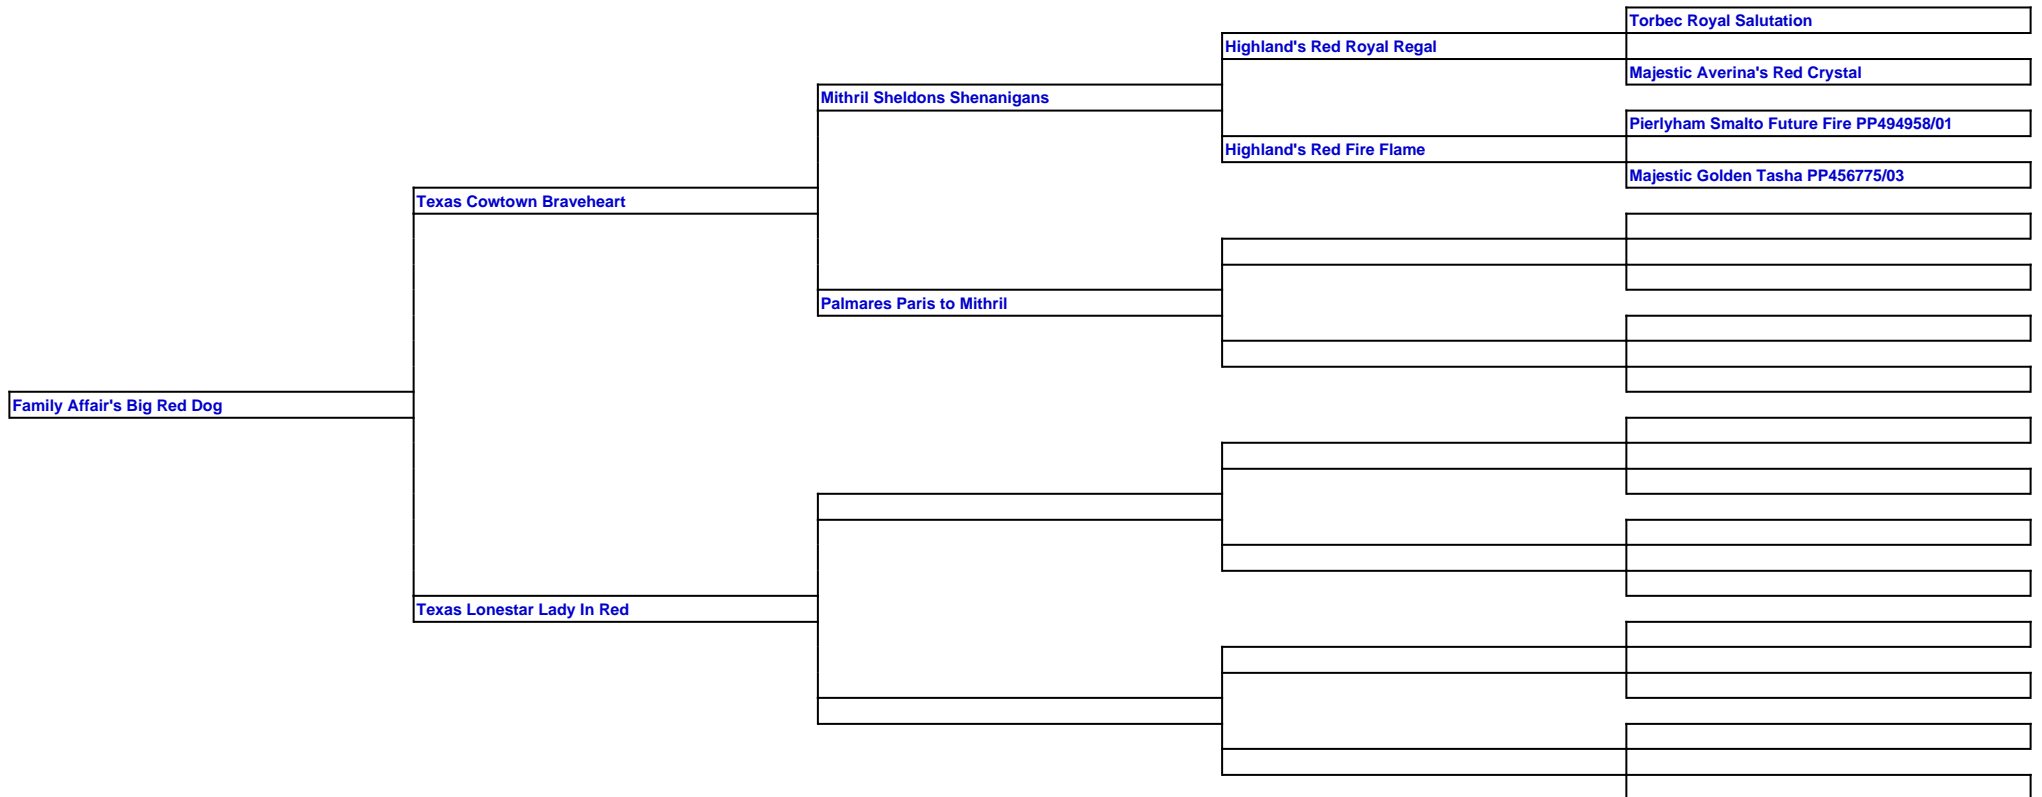 Torbec Royal Salutation
Highland's Red Royal Regal
Majestic Averina's Red Crystal
Mithril Sheldons Shenanigans
Pierlyham Smalto Future Fire PP494958/01
Highland's Red Fire Flame
Majestic Golden Tasha PP456775/03
Texas Cowtown Braveheart
Palmares Paris to Mithril
Family Affair's Big Red Dog
Texas Lonestar Lady In Red